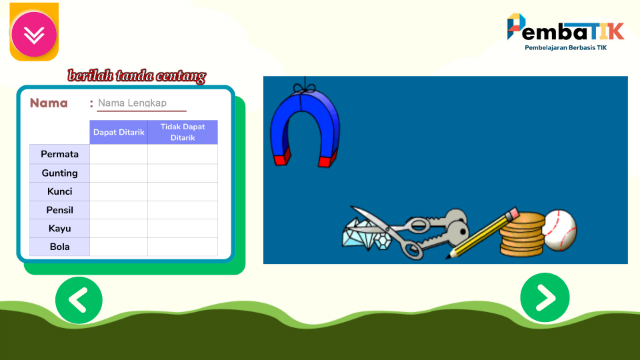 PembaTIK
Pembelajaran Berbasis TIK
berilah tanda centang
Nama : Nama Lengkap
Dapat Ditarik
Tidak Dapat
Ditarik
Permata
Gunting
Kunci
Pensil
Kayu
Bola